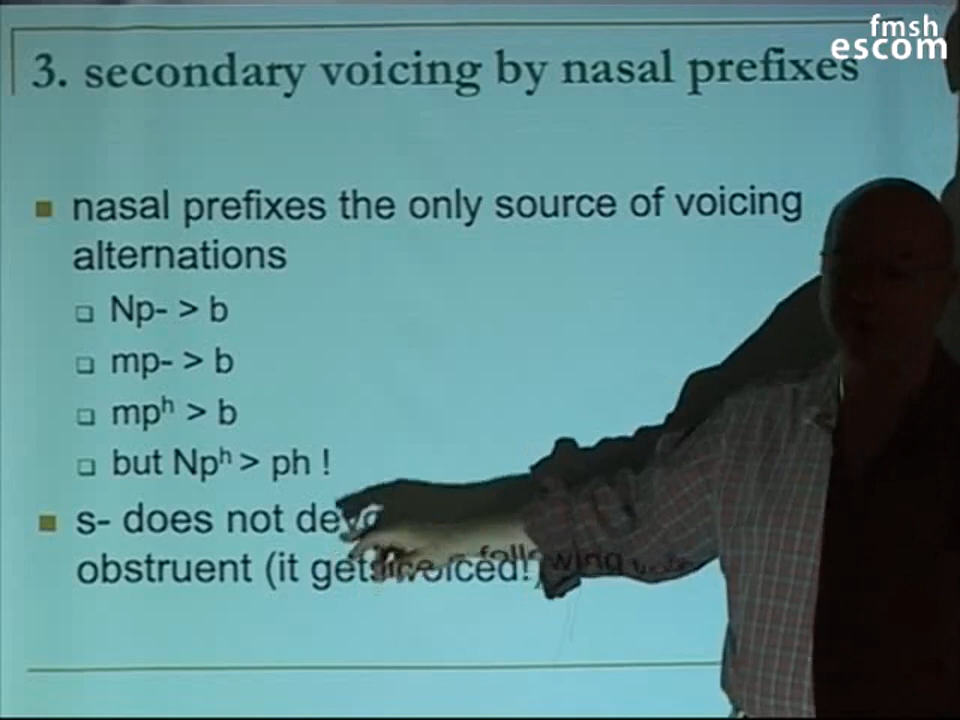 fmsh
escom
3. secondary voicing by nasal prefixes
■ nasal prefixes the only source of voicing
alternations
❑ Np- > b
❑ mp- > b
❑ mpʰ > b
❑ but Npʰ > ph !
■ s- does not following
obstruent (it gets voiced!)